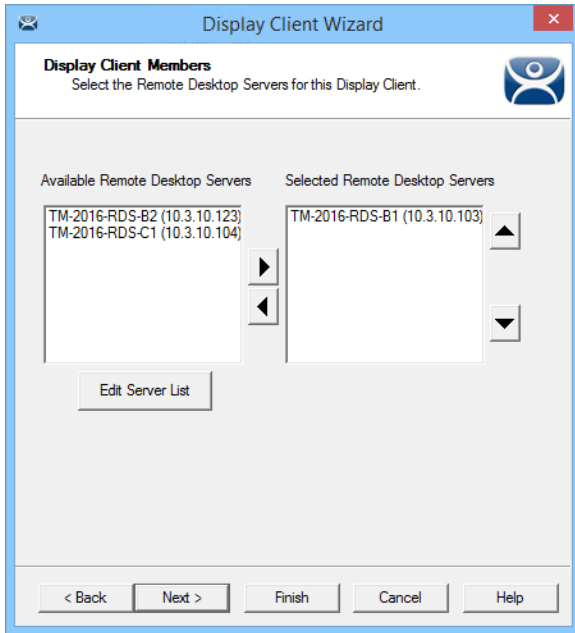 Display Client Wizard
Display Client Members
Select the Remote Desktop Servers for this Display Client.
Available Remote Desktop Servers
Selected Remote Desktop Servers
TM-2016-RDS-B2 (10.3.10.123)
TM-2016-RDS-C1 (10.3.10.104)
TM-2016-RDS-B1 (10.3.10.103)
Edit Server List
< Back
Next >
Finish
Cancel
Help